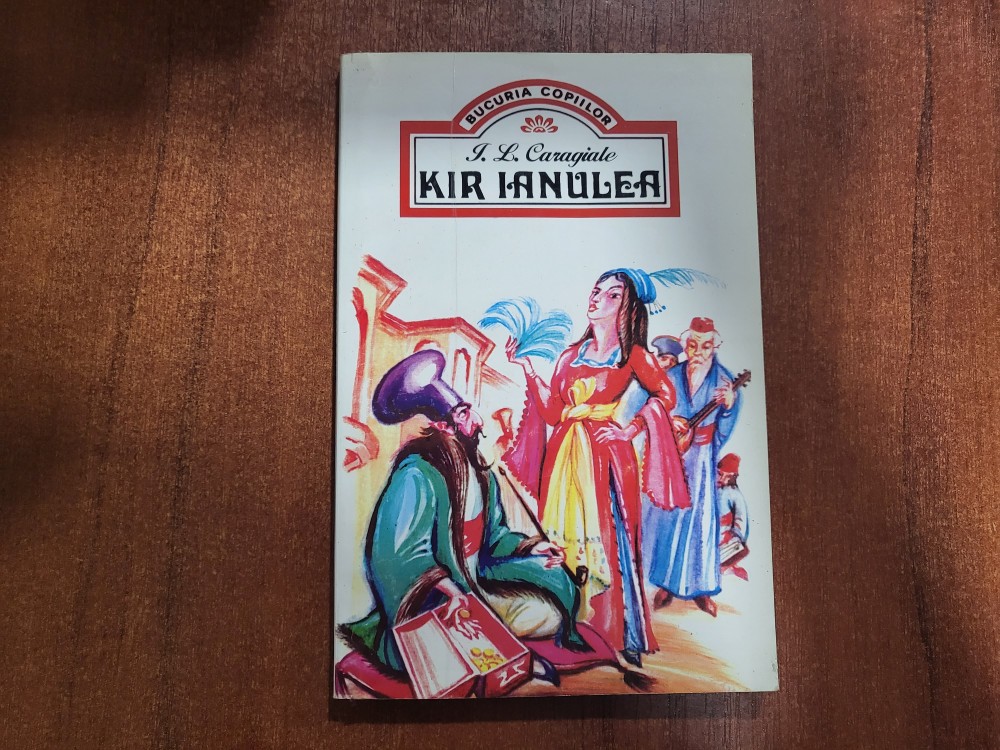 BUCURIA COPIILOR
I. L. Caragiale
KIR IANULEA